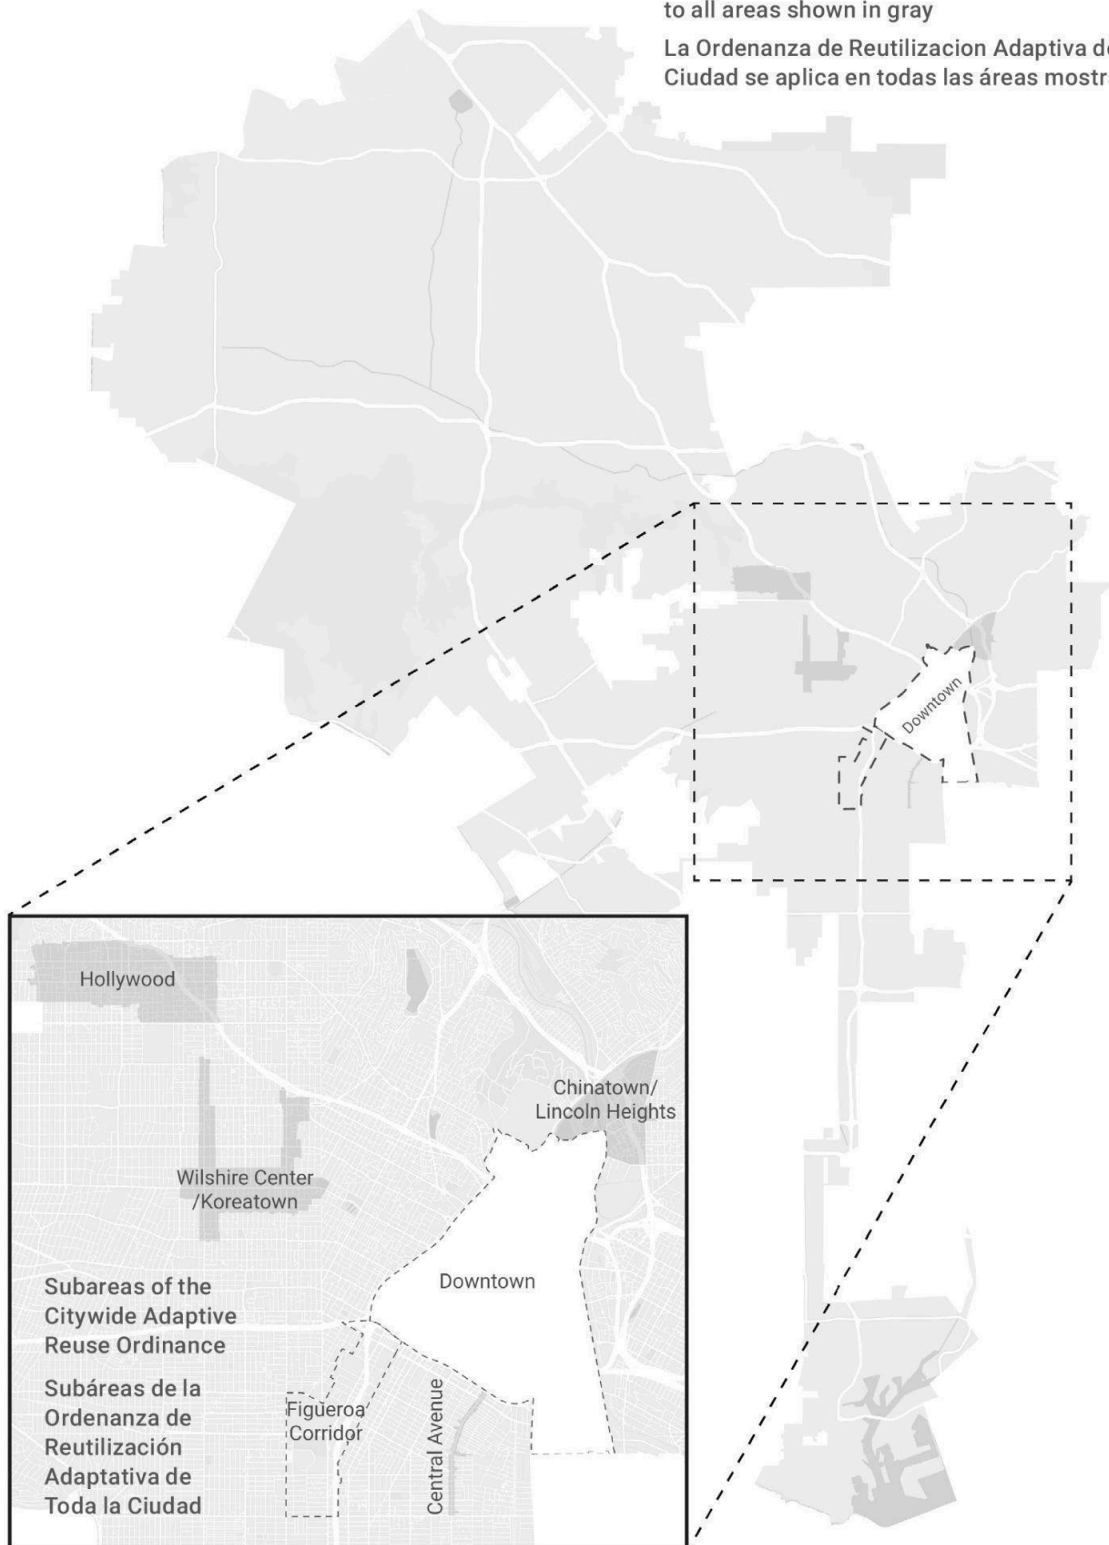 to all areas shown in gray
La Ordenanza de Reutilizacion Adaptiva de
Ciudad se aplica en todas las áreas
Downtown
Hollywood
Chinatown/
Lincoln Heights
Wilshire Center
/Koreatown
Downtown
Subareas of the
Citywide Adaptive
Reuse Ordinance
Subáreas de la
Ordenanza de
Reutilización
Adaptativa de
Toda la Ciudad
Figueroa
Corridor
Central Avenue